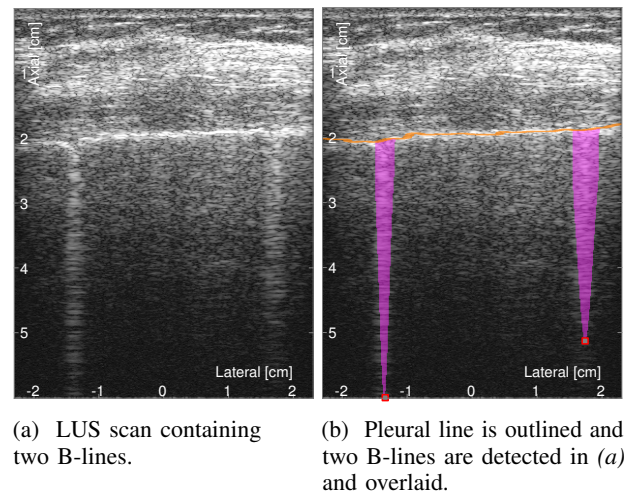 Axial [cm]
1
2
3
4
5
Lateral [cm]
-2 -1 0 1 2
Axial [cm]
1
2
3
4
5
Lateral [cm]
-2 -1 0 1 2
(a) LUS scan containing
two B-lines.
(b) Pleural line is outlined and
two B-lines are detected in (a)
and overlaid.